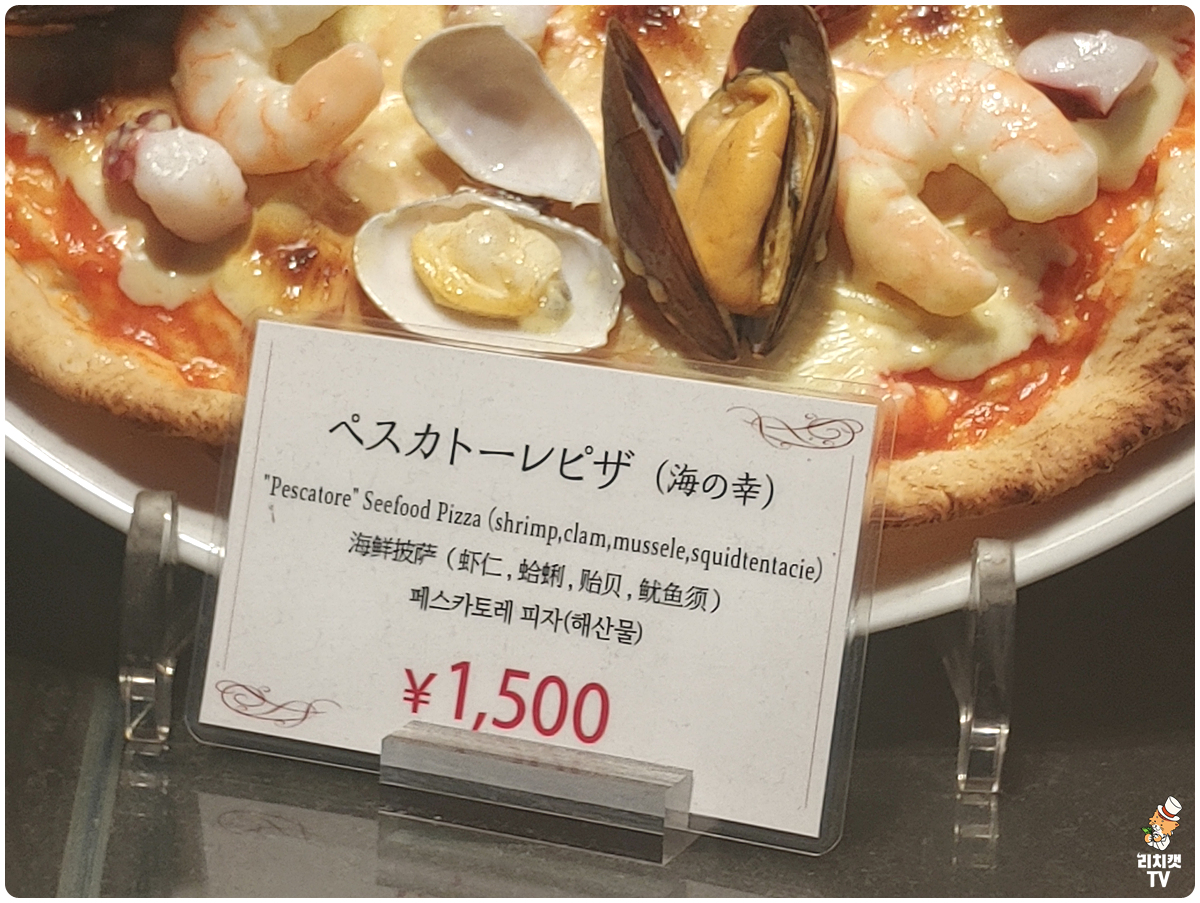 ペスカトーレピザ（海の幸）
"Pescatore" Seefood Pizza (shrimp,clam,mussele,squidtentacie)
海鲜披萨（虾仁，蛤蜊，贻贝，鱿鱼须）
페스카토레 피자(해산물)
¥1,500
리치캣
TV